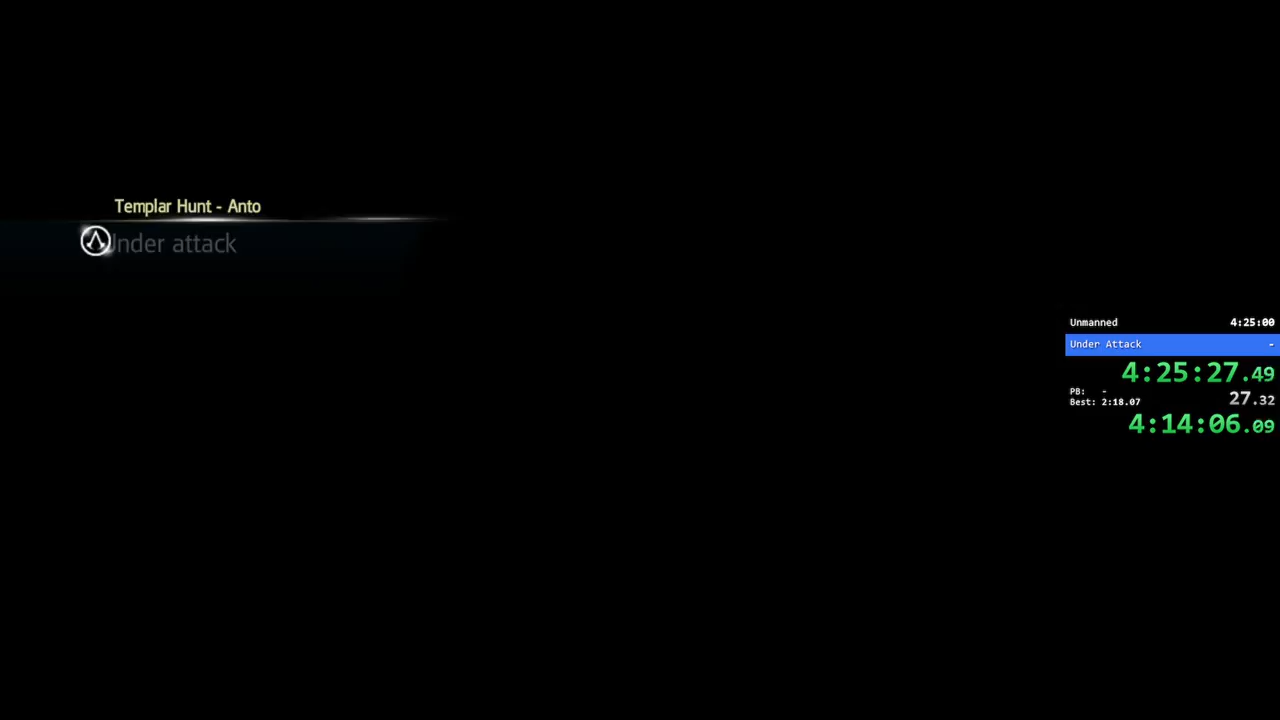 Templar Hunt - Anto
Under attack
Unmanned 4:25:00
Under Attack -
4:25:27.49
PB: -
Best: 2:18.07
27.32
4:14:06.09